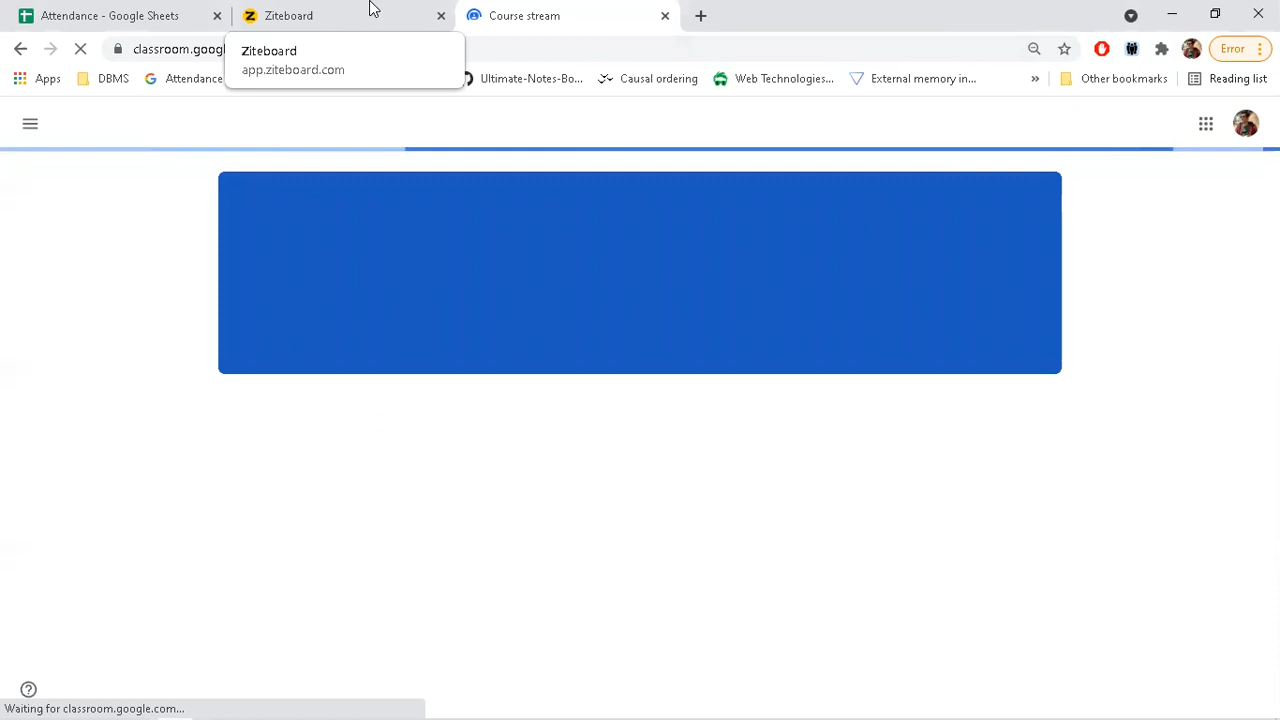 Attendance - Google Sheets
Ziteboard
Course stream
classroom.googl
Error
Ziteboard
app.ziteboard.com
Apps
DBMS
Attendance
Ultimate-Notes-Bo...
Causal ordering
Web Technologies...
External memory in...
»
Other bookmarks
Reading list
Waiting for classroom.google.com...